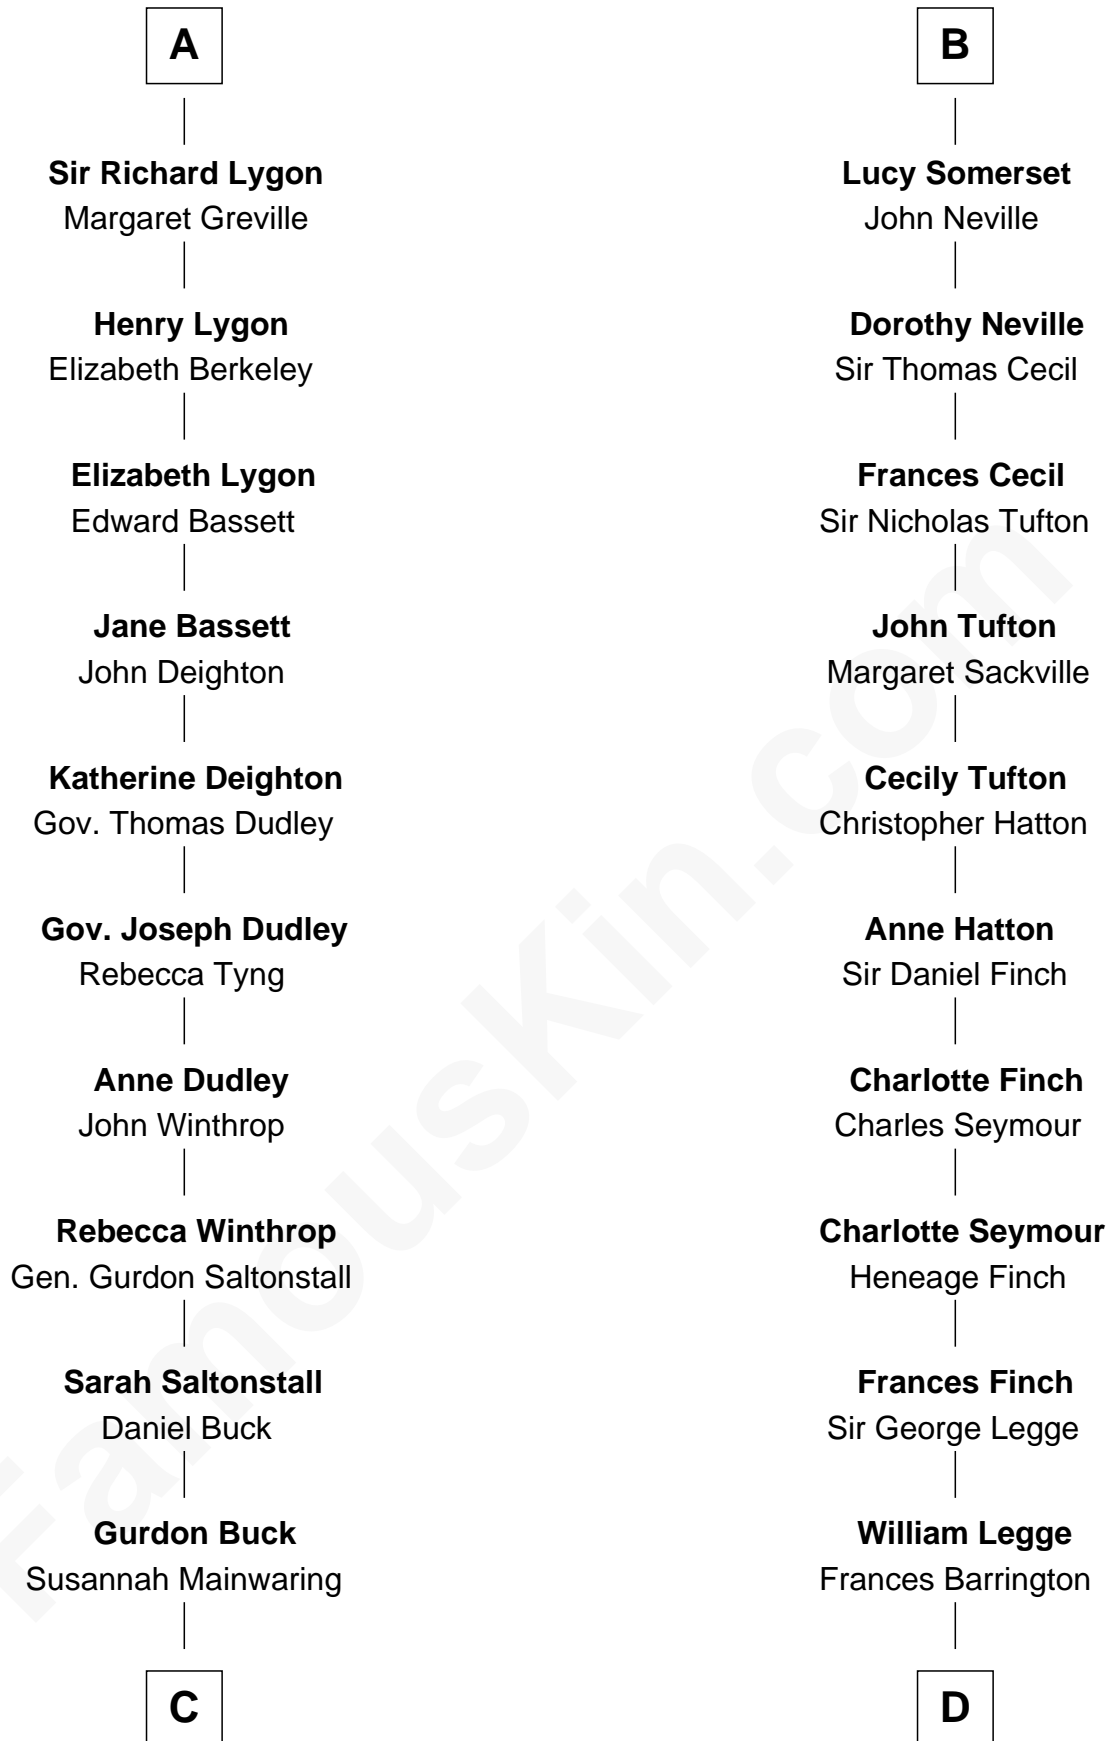 A
Sir Richard Lygon
Margaret Greville
Henry Lygon
Elizabeth Berkeley
Elizabeth Lygon
Edward Bassett
Jane Bassett
John Deighton
Katherine Deighton
Gov. Thomas Dudley
Gov. Joseph Dudley
Rebecca Tyng
Anne Dudley
John Winthrop
Rebecca Winthrop
Gen. Gurdon Saltonstall
Sarah Saltonstall
Daniel Buck
Gurdon Buck
Susannah Mainwaring
C
B
Lucy Somerset
John Neville
Dorothy Neville
Sir Thomas Cecil
Frances Cecil
Sir Nicholas Tufton
John Tufton
Margaret Sackville
Cecily Tufton
Christopher Hatton
Anne Hatton
Sir Daniel Finch
Charlotte Finch
Charles Seymour
Charlotte Seymour
Heneage Finch
Frances Finch
Sir George Legge
William Legge
Frances Barrington
D
FamousKin.com